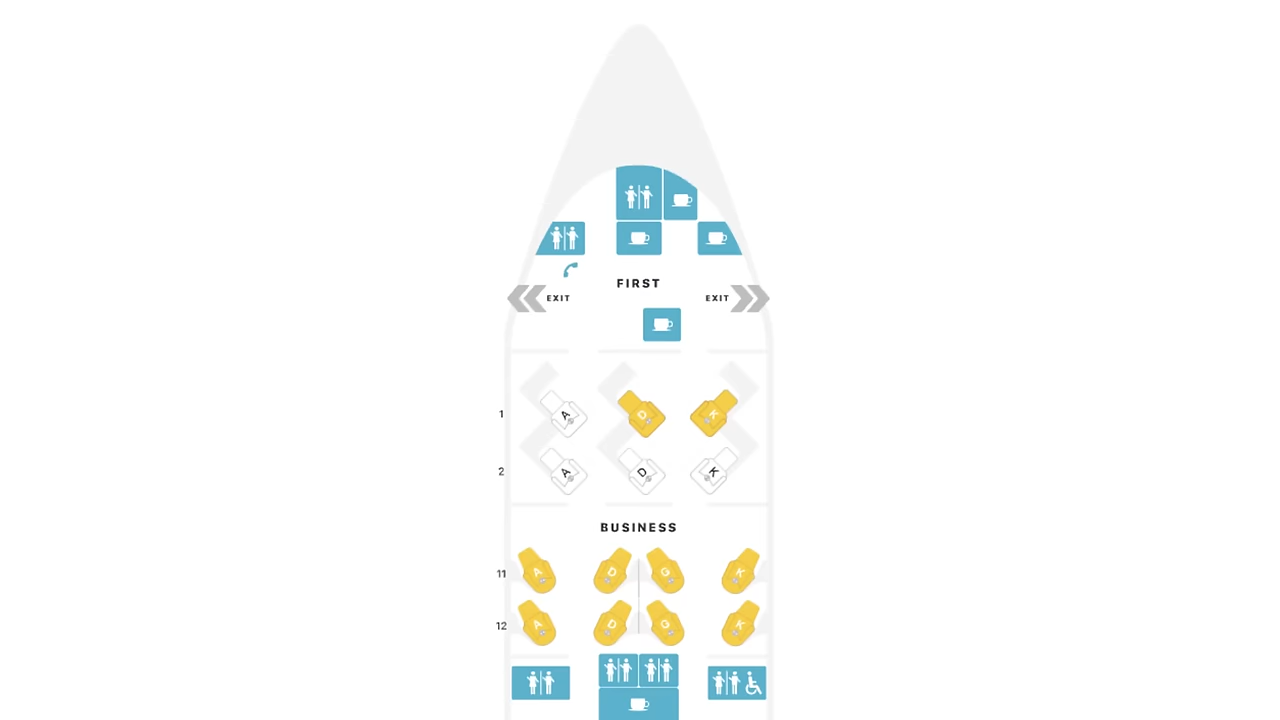 FIRST
EXIT EXIT
1 A D K
2 A D K
BUSINESS
11 A D G K
12 A D G K